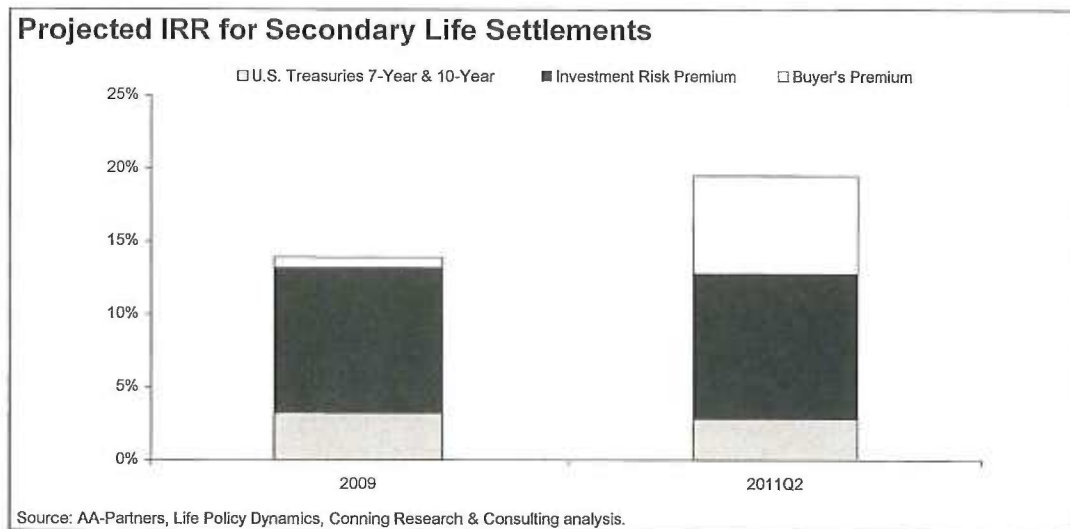 Projected IRR for Secondary Life Settlements
U.S. Treasuries 7-Year & 10-Year Investment Risk Premium Buyer's Premium
25%
20%
15%
10%
5%
0%
2009 2011Q2
Source: AA-Partners, Life Policy Dynamics, Conning Research & Consulting analysis.